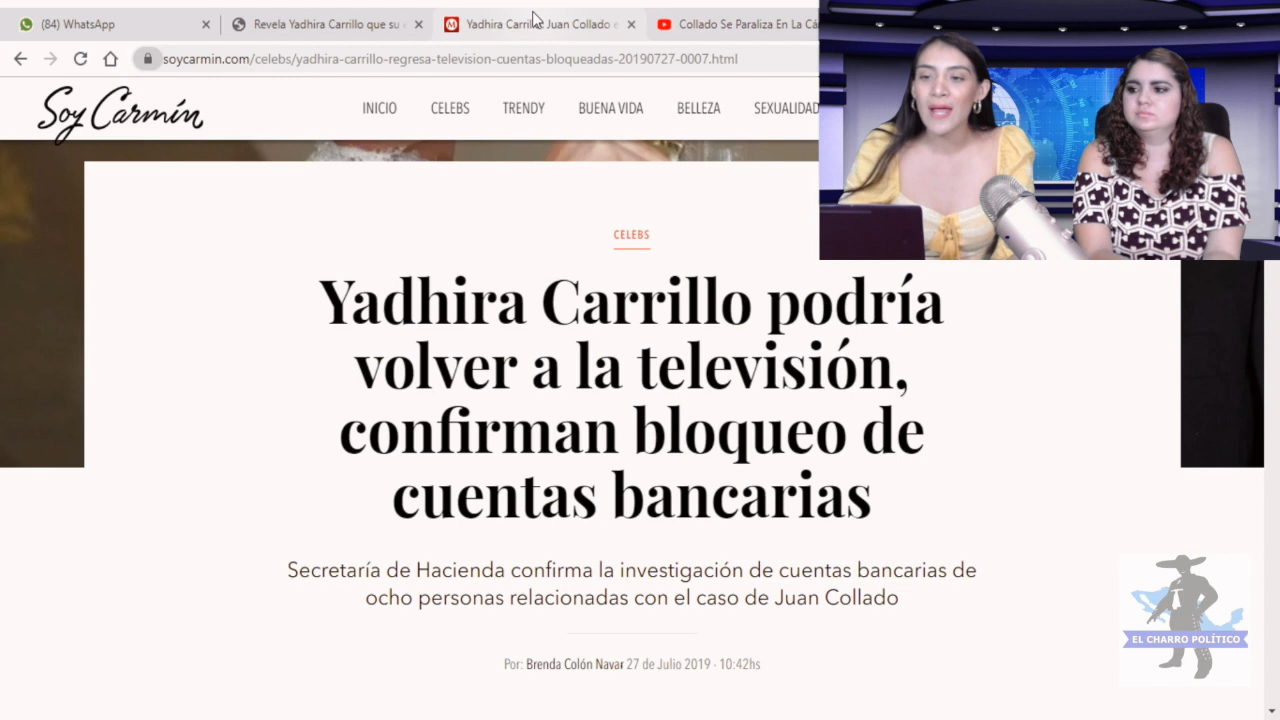 (84) WhatsApp
Revela Yadhira Carrillo que su
Yadhira Carrillo, Juan Collado
Collado Se Paraliza En La Cá
soycarmin.com/celebs/yadhira-carrillo-regresa-television-cuentas-bloqueadas-20190727-0007.html
Soy Carmín
INICIO CELEBS TRENDY BUENA VIDA BELLEZA SEXUALIDAD
CELEBS
Yadhira Carrillo podría
volver a la televisión,
confirman bloqueo de
cuentas bancarias
Secretaría de Hacienda confirma la investigación de cuentas bancarias de
ocho personas relacionadas con el caso de Juan Collado
Por: Brenda Colón Navar 27 de Julio 2019 · 10:42hs
EL CHARRO POLÍTICO